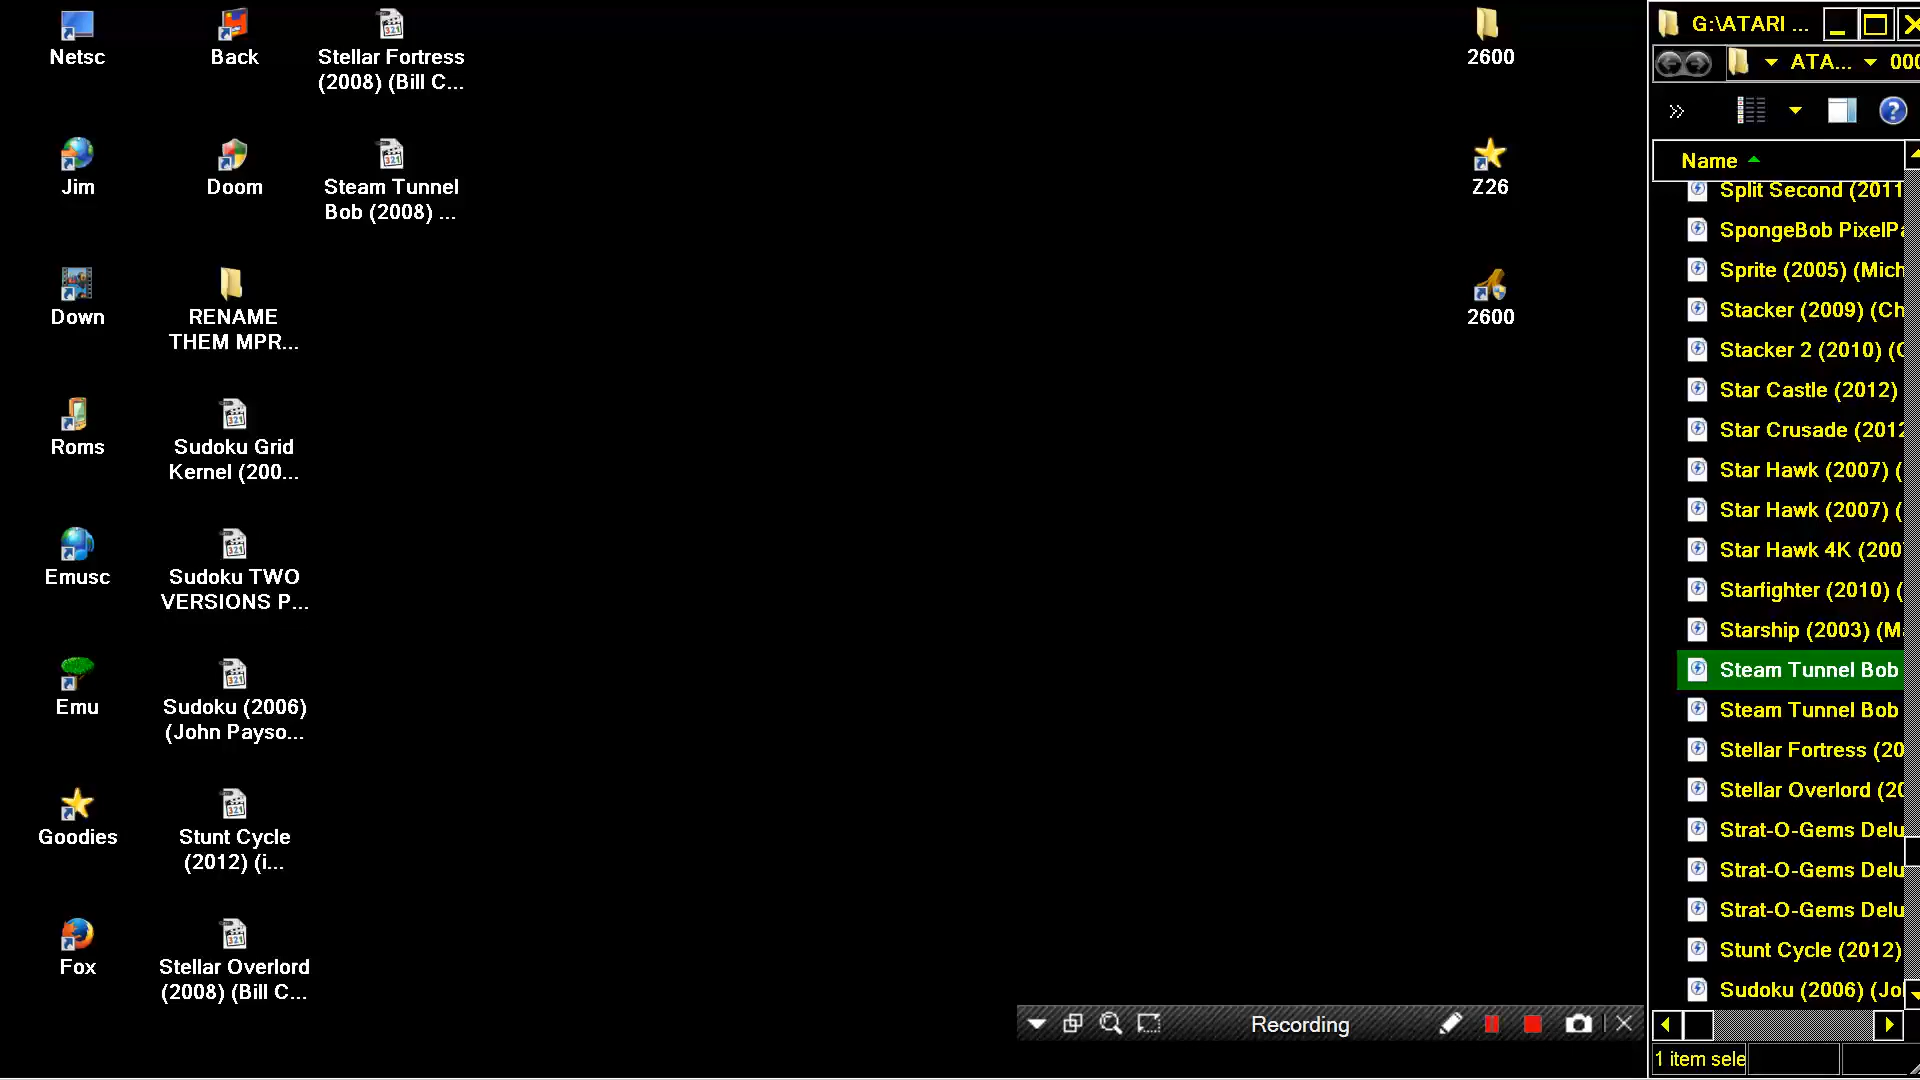 Netsc
Back
Stellar Fortress
(2008) (Bill C...
Jim
Doom
Steam Tunnel
Bob (2008) ...
Down
RENAME
THEM MPR...
Roms
Sudoku Grid
Kernel (200...
Emusc
Sudoku TWO
VERSIONS P...
Emu
Sudoku (2006)
(John Payso...
Goodies
Stunt Cycle
(2012) (i...
Fox
Stellar Overlord
(2008) (Bill C...
2600
Z26
2600
G:\ATARI ...
ATA... 000
Name
Split Second (2011
SpongeBob PixelPa
Sprite (2005) (Mich
Stacker (2009) (Ch
Stacker 2 (2010) (C
Star Castle (2012)
Star Crusade (2012
Star Hawk (2007) (
Star Hawk (2007) (
Star Hawk 4K (200
Starfighter (2010) (
Starship (2003) (M
Steam Tunnel Bob
Steam Tunnel Bob
Stellar Fortress (20
Stellar Overlord (20
Strat-O-Gems Delu
Strat-O-Gems Delu
Strat-O-Gems Delu
Stunt Cycle (2012)
Sudoku (2006) (Jo
1 item sele
Recording